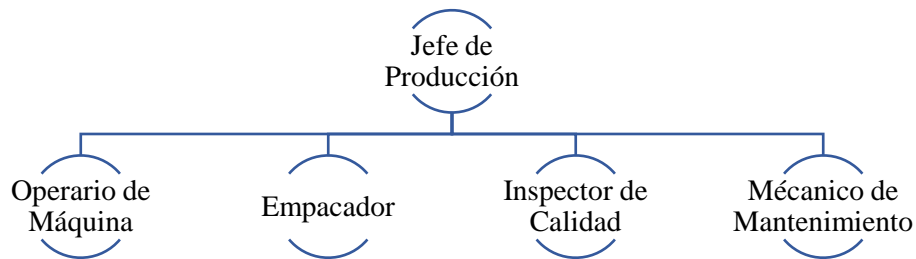 Jefe de
Producción
Operario de
Máquina
Empacador
Inspector de
Calidad
Mécanico de
Mantenimiento